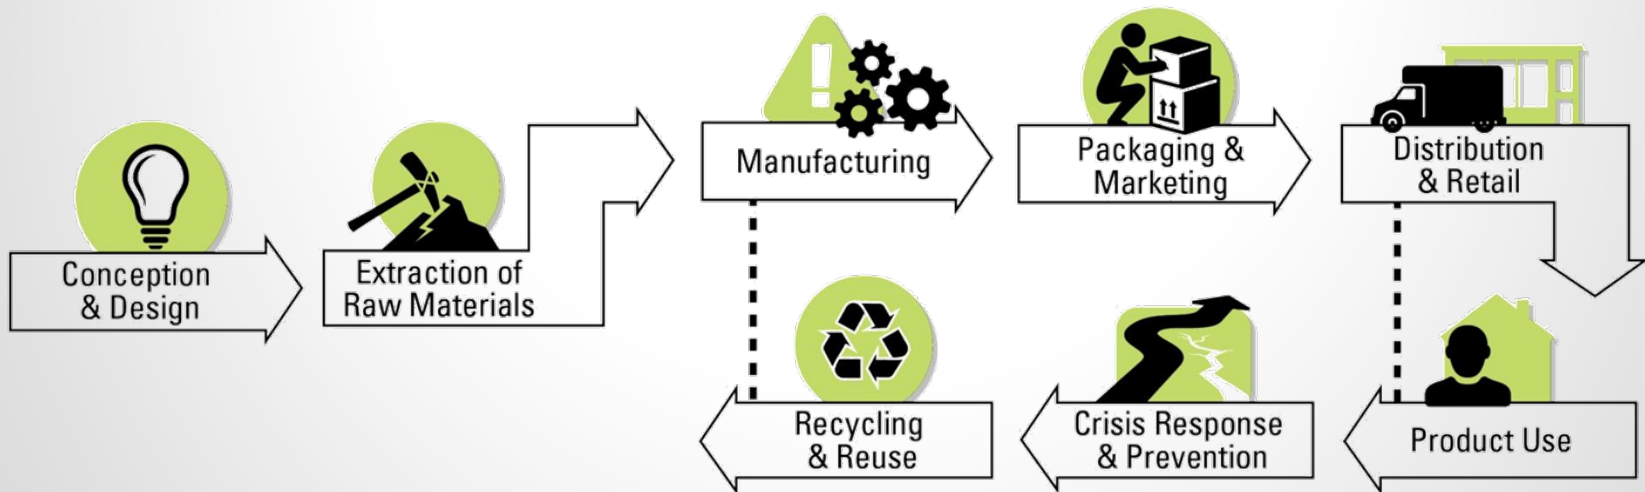 Conception
& Design
Extraction of
Raw Materials
Manufacturing
Packaging &
Marketing
Distribution
& Retail
Product Use
Crisis Response
& Prevention
Recycling
& Reuse